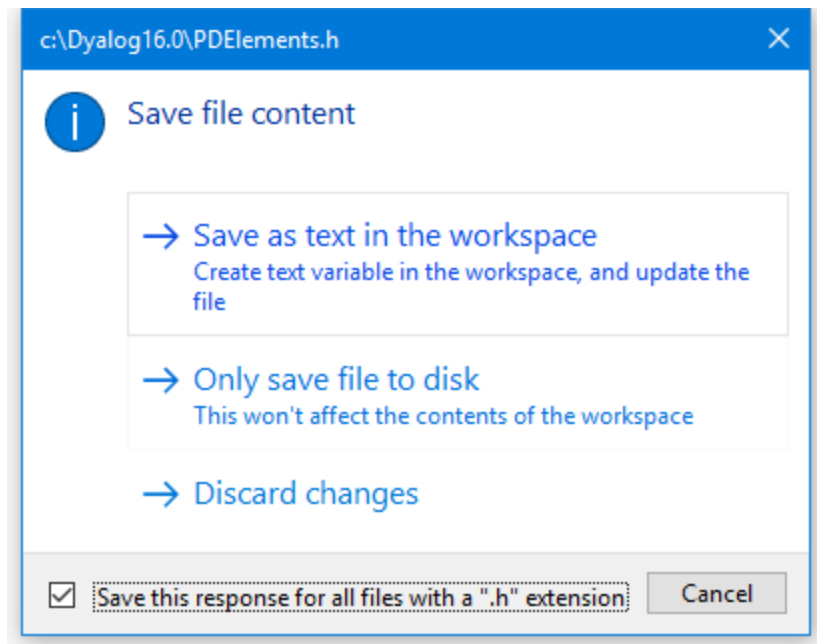 c:\Dyalog16.0\PDElements.h
Save file content
Save as text in the workspace
Create text variable in the workspace, and update the
file
Only save file to disk
This won't affect the contents of the workspace
Discard changes
Save this response for all files with a ".h" extension
Cancel